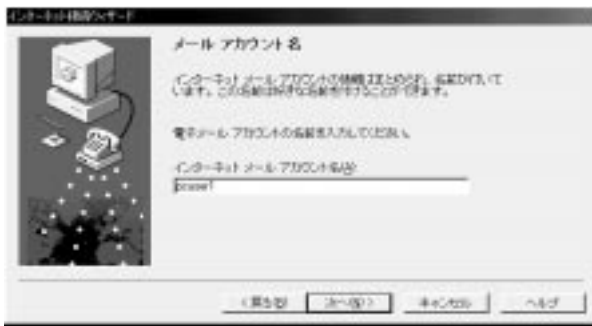 インターネット接続ウィザード
メール アカウント名
インターネット メール アカウントの情報はまとめられ、名前が付いて
います。この名前は好きな名前を付けることができます。
電子メール アカウントの名前を入力してください。
インターネット メール アカウント名(A):
< 戻る(B)
次へ(N) >
キャンセル
ヘルプ